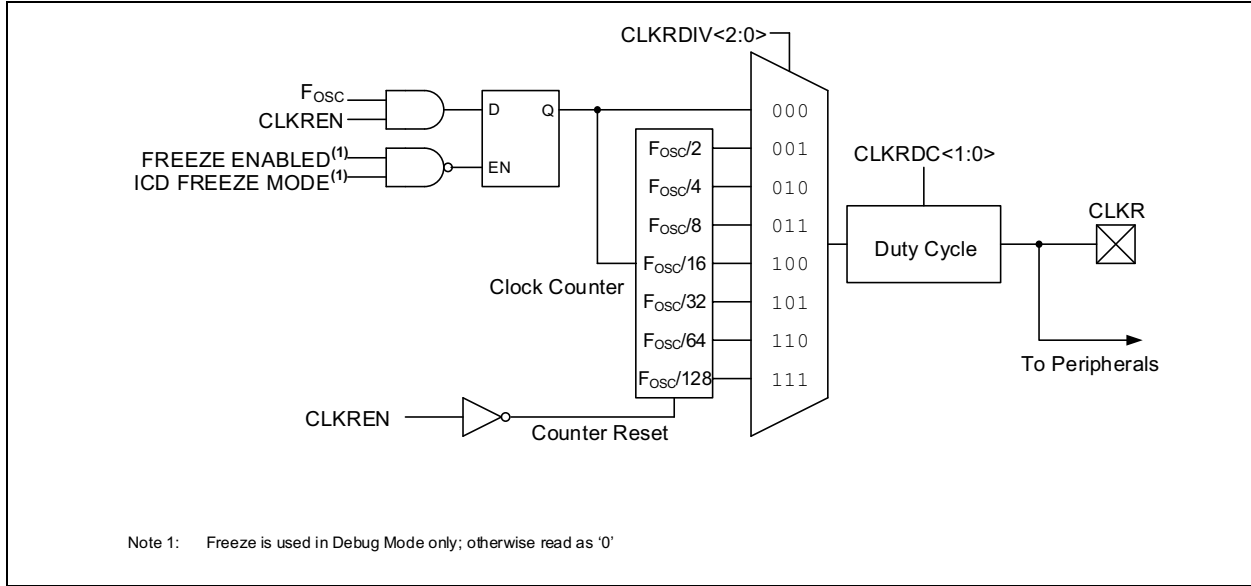 CLKRDIV<2:0>
FOSC
CLKREN
D
Q
000
FREEZE ENABLED(1)
ICD FREEZE MODE(1)
EN
FOSC/2
001
CLKRDC<1:0>
FOSC/4
010
FOSC/8
011
CLKR
Duty Cycle
Clock Counter
FOSC/16
100
FOSC/32
101
FOSC/64
110
To Peripherals
FOSC/128
111
CLKREN
Counter Reset
Note 1: Freeze is used in Debug Mode only; otherwise read as ‘0’